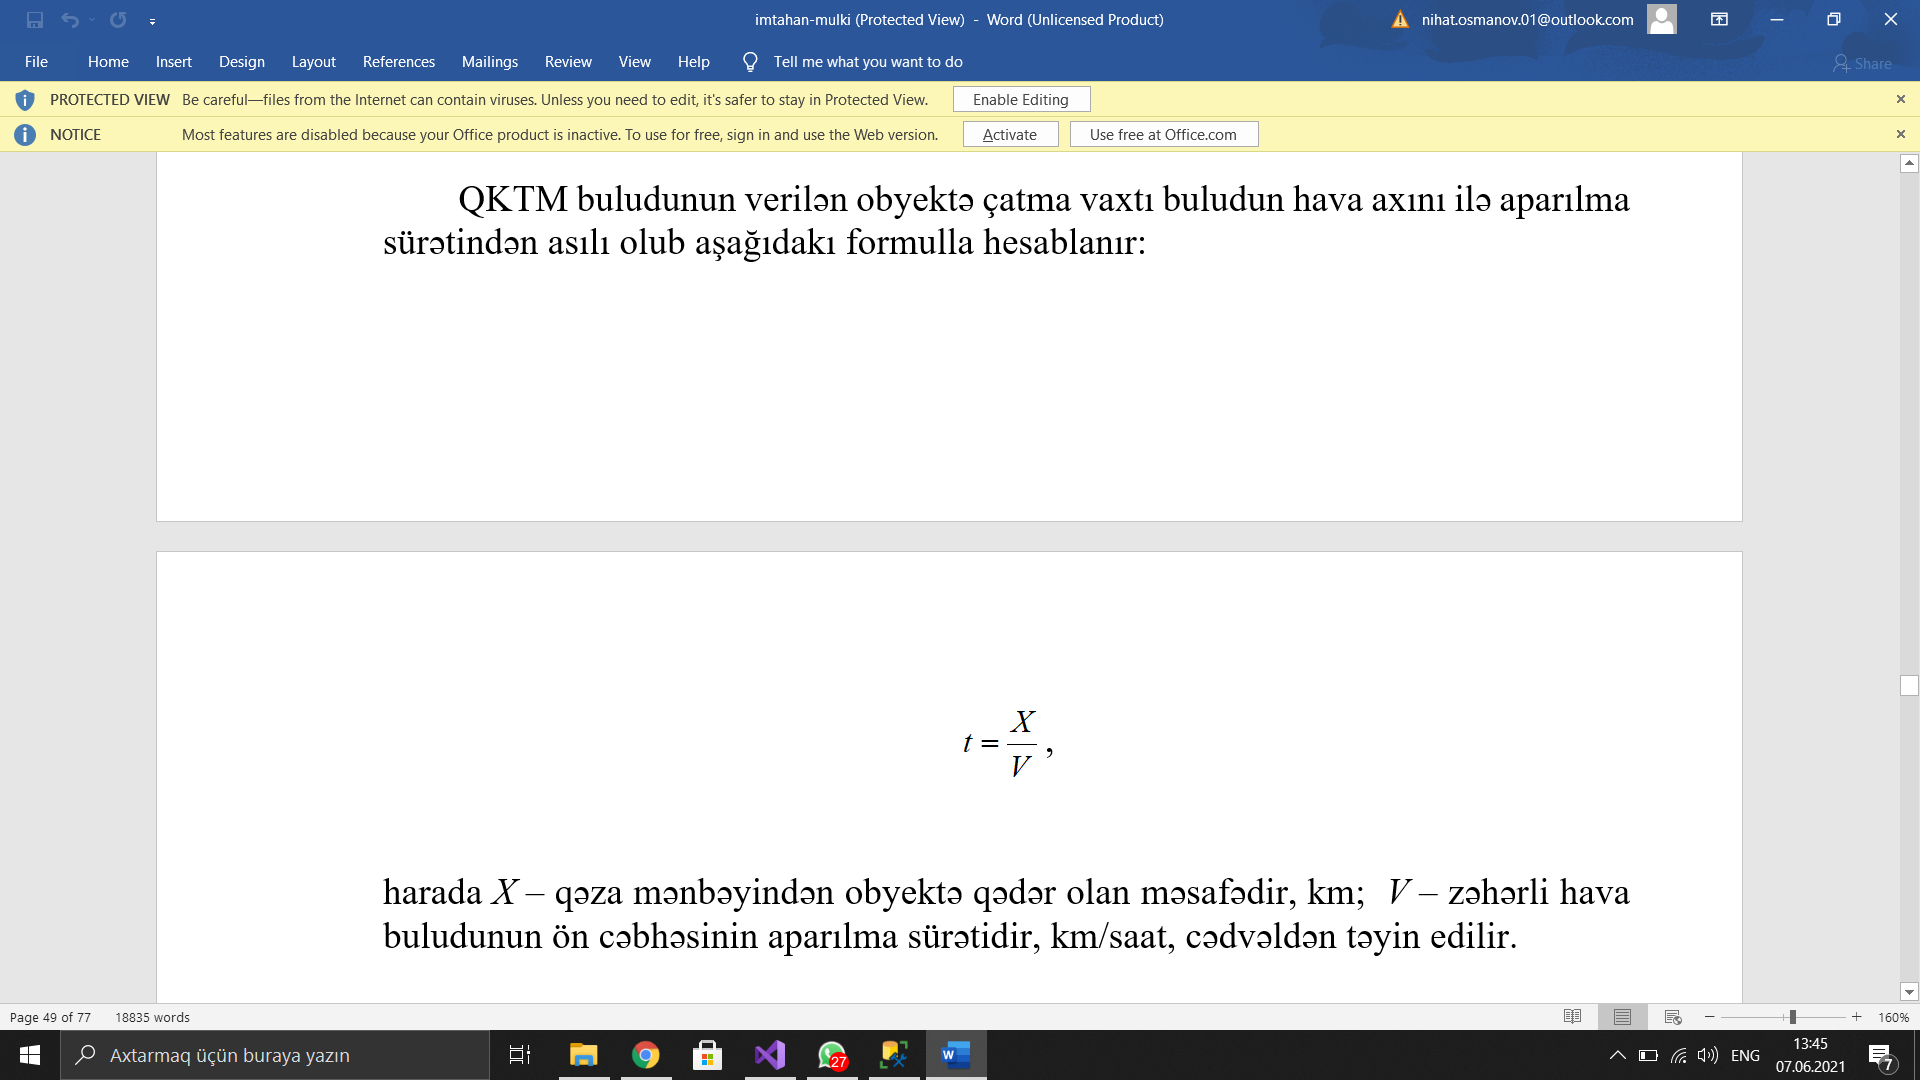 imtahan-mulki (Protected View) - Word (Unlicensed Product)
nihat.osmanov.01@outlook.com
File Home Insert Design Layout References Mailings Review View Help Tell me what you want to do
Share
PROTECTED VIEW Be careful—files from the Internet can contain viruses. Unless you need to edit, it's safer to stay in Protected View. Enable Editing
NOTICE Most features are disabled because your Office product is inactive. To use for free, sign in and use the Web version. Activate Use free at Office.com
QKTM buludunun verilən obyektə çatma vaxtı buludun hava axını ilə aparılma
sürətindən asılı olub aşağıdakı formulla hesablanır:
t = X/V ,
harada X – qəza mənbəyindən obyektə qədər olan məsafədir, km; V – zəhərli hava
buludunun ön cəbhəsinin aparılma sürətidir, km/saat, cədvəldən təyin edilir.
Page 49 of 77 18835 words
160%
Axtarmaq üçün buraya yazın
27
W
ENG
13:45
07.06.2021
7